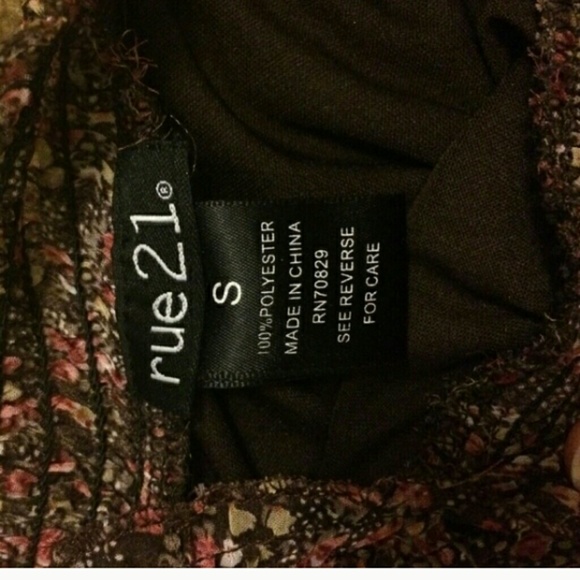 rue21®
S
100%POLYESTER
MADE IN CHINA
RN70829
SEE REVERSE
FOR CARE